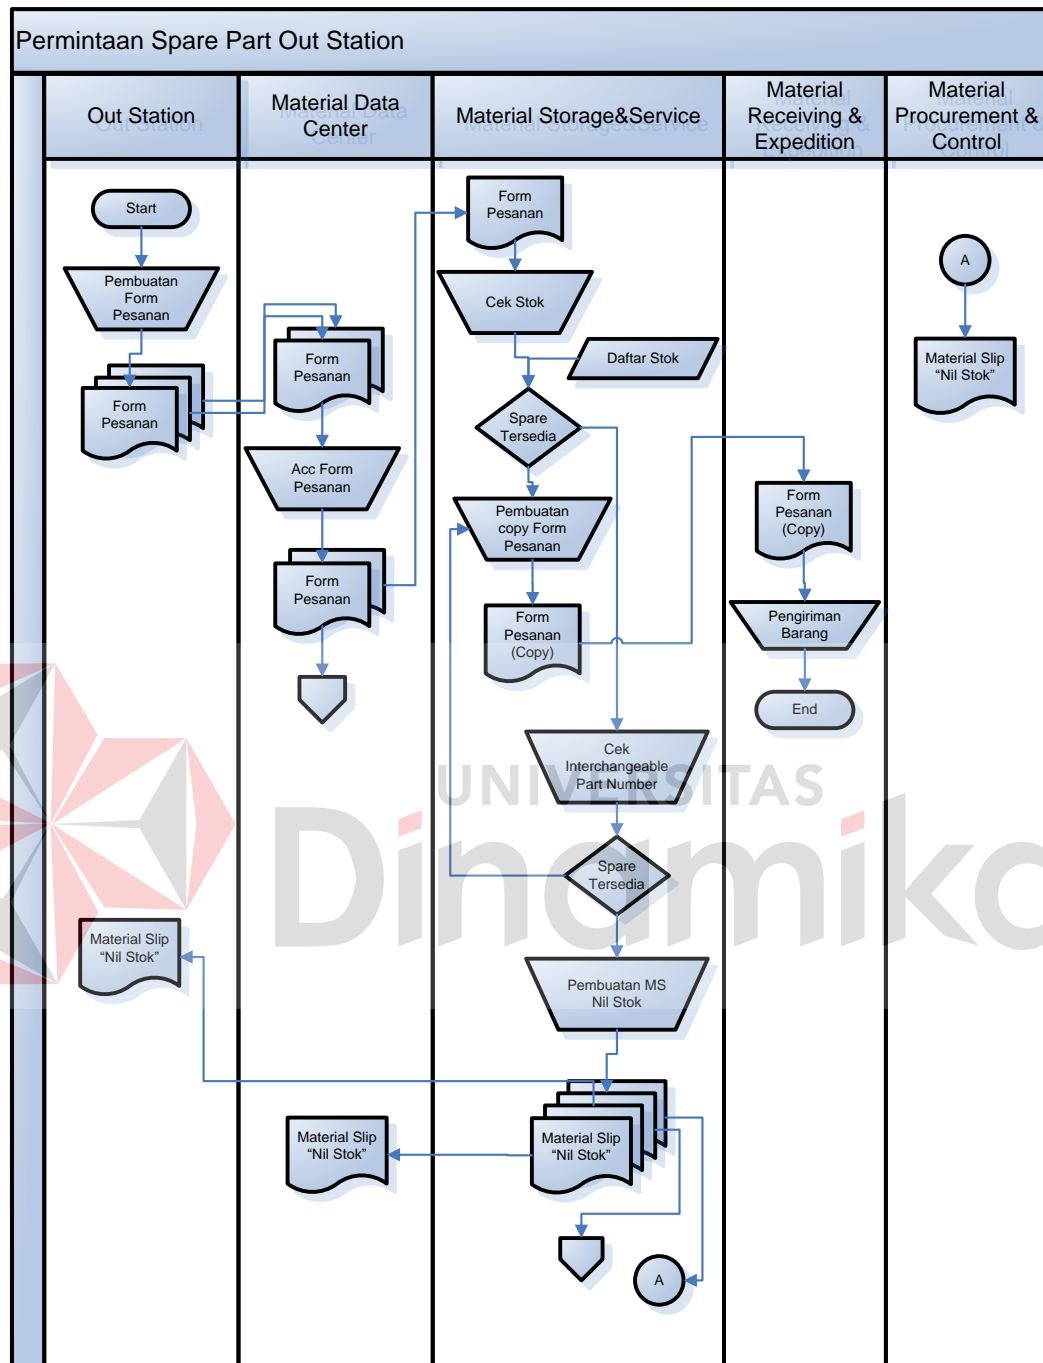 Permintaan Spare Part Out Station
Out Station
Material Data
Center
Material Storage&Service
Material
Receiving &
Expedition
Material
Procurement &
Control
Start
Pembuatan
Form
Pesanan
Form
Pesanan
Form
Pesanan
Acc Form
Pesanan
Form
Pesanan
Form
Pesanan
Cek Stok
Daftar Stok
Spare
Tersedia
Pembuatan
copy Form
Pesanan
Form
Pesanan
(Copy)
Cek
Interchangeable
Part Number
Spare
Tersedia
Pembuatan MS
Nil Stok
Material Slip
“Nil Stok”
A
Material Slip
“Nil Stok”
Material Slip
“Nil Stok”
Form
Pesanan
(Copy)
Pengiriman
Barang
End
A
Material Slip
“Nil Stok”
UNIVERSITAS
Dinamika